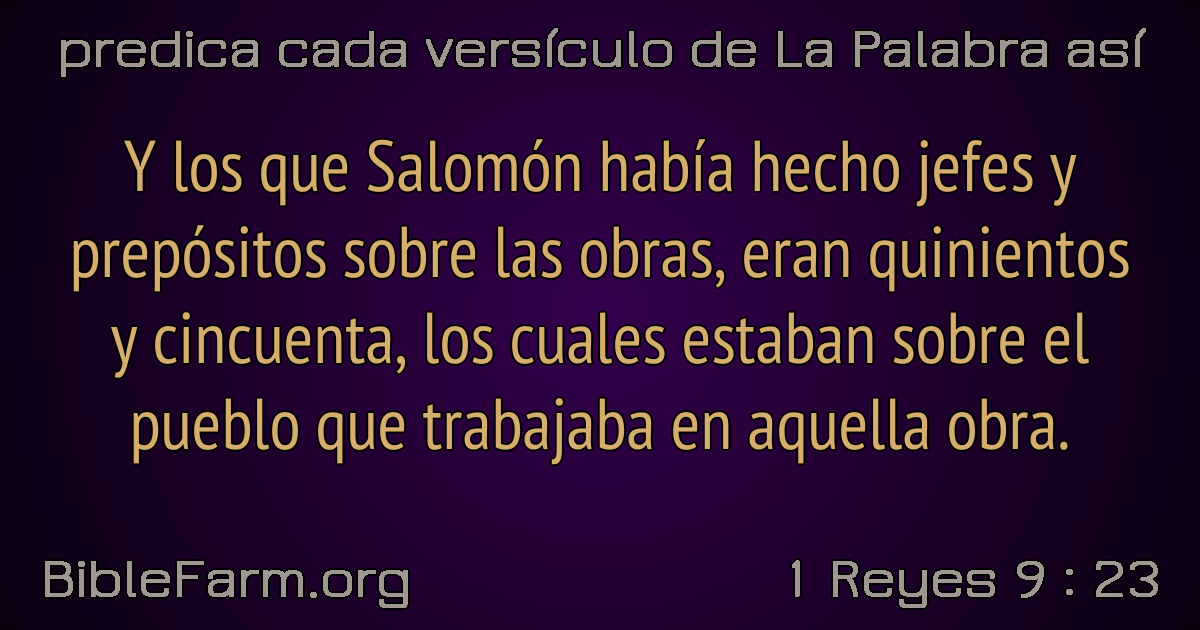 predica cada versículo de La Palabra así
Y los que Salomón había hecho jefes y
prepósitos sobre las obras, eran quinientos
y cincuenta, los cuales estaban sobre el
pueblo que trabajaba en aquella obra.
BibleFarm.org
1 Reyes 9 : 23